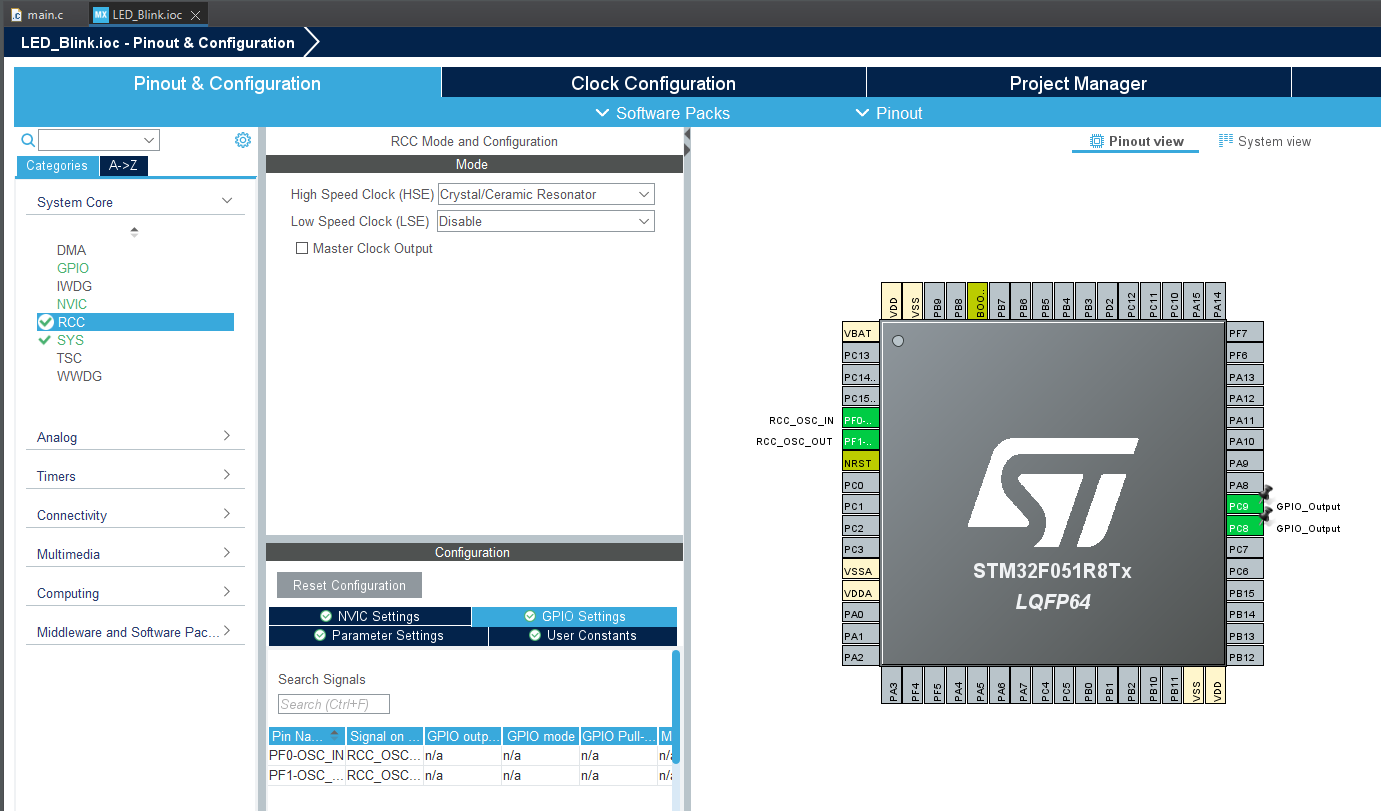 main.c
MX LED_Blink.ioc
LED_Blink.ioc - Pinout & Configuration
Pinout & Configuration
Clock Configuration
Project Manager
Software Packs
Pinout
Categories
A->Z
System Core
DMA
GPIO
IWDG
NVIC
RCC
SYS
TSC
WWDG
Analog
Timers
Connectivity
Multimedia
Computing
Middleware and Software Pac...
RCC Mode and Configuration
Mode
High Speed Clock (HSE) Crystal/Ceramic Resonator
Low Speed Clock (LSE) Disable
Master Clock Output
Configuration
Reset Configuration
NVIC Settings
GPIO Settings
Parameter Settings
User Constants
Search Signals
Search (Ctrl+F)
Pin Na... Signal on ... GPIO outp... GPIO mode GPIO Pull-... M
PF0-OSC_IN RCC_OSC... n/a n/a n/a n/a
PF1-OSC_... RCC_OSC... n/a n/a n/a n/a
Pinout view
System view
VDD
VSS
PB9
PB8
BOO..
PB7
PB6
PB5
PB4
PB3
PD2
PC12
PC11
PC10
PA15
PA14
VBAT
PC13
PC14..
PC15..
RCC_OSC_IN PF0-..
RCC_OSC_OUT PF1-..
NRST
PC0
PC1
PC2
PC3
VSSA
VDDA
PA0
PA1
PA2
ST
STM32F051R8Tx
LQFP64
PF7
PF6
PA13
PA12
PA11
PA10
PA9
PA8
PC9 GPIO_Output
PC8 GPIO_Output
PC7
PC6
PB15
PB14
PB13
PB12
PA3
PF4
PF5
PA4
PA5
PA6
PA7
PC4
PC5
PB0
PB1
PB2
PB10
PB11
VSS
VDD